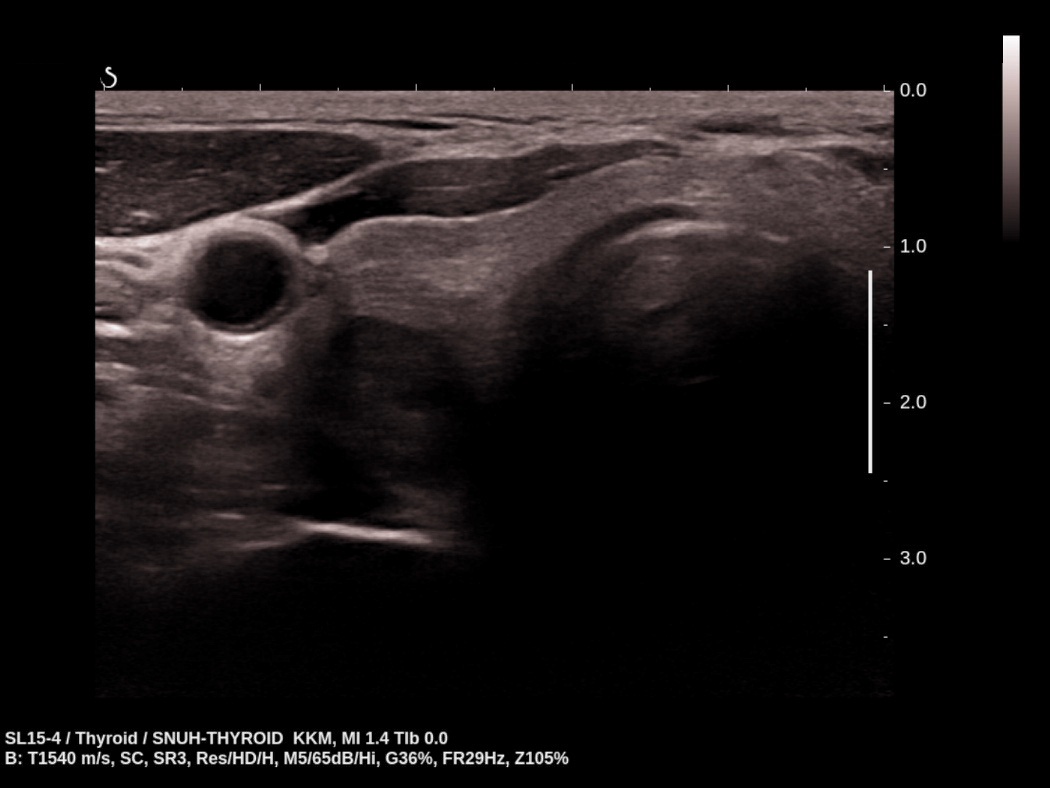 0.0
1.0
2.0
3.0
SL15-4 / Thyroid / SNUH-THYROID KKM, MI 1.4 TIb 0.0
B: T1540 m/s, SC, SR3, Res/HD/H, M5/65dB/Hi, G36%, FR29Hz, Z105%